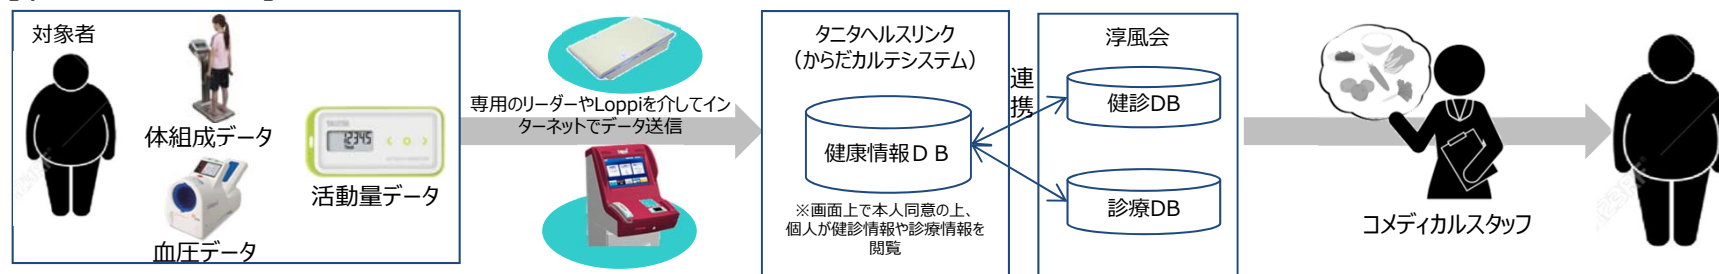 対象者
体組成データ
血圧データ
12345
活動量データ
専用のリーダーやLoppiを介してイン
ターネットでデータ送信
タニタヘルスリンク
（からだカルテシステム）
健康情報ＤＢ
※画面上で本人同意の上、
個人が健診情報や診療情報を
閲覧
連
携
淳風会
健診DB
診療DB
コメディカルスタッフ